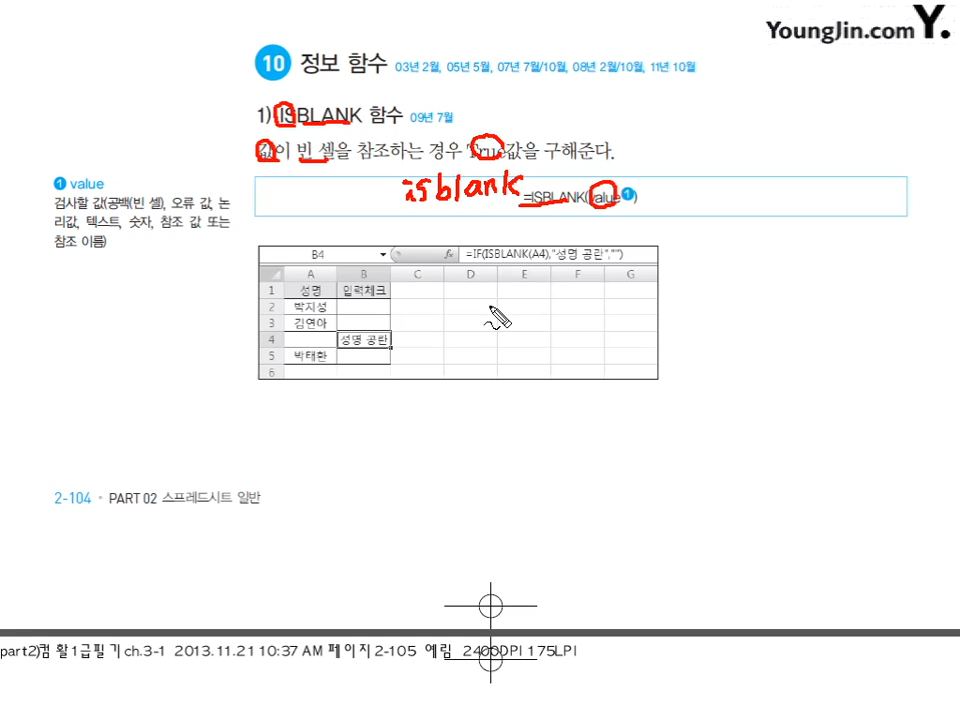 YoungJin.com Y.
10 정보 함수 03년 2월, 05년 5월, 07년 7월/10월, 08년 2월/10월, 11년 10월
1) ISBLANK 함수 09년 7월
값이 빈 셀을 참조하는 경우 True값을 구해준다.
isblank
=ISBLANK(value❶)
❶ value
검사할 값(공백(빈 셀), 오류 값, 논
리값, 텍스트, 숫자, 참조 값 또는
참조 이름)
B4 fx =IF(ISBLANK(A4),"성명 공란","")
A B C D E F G
1 성명 입력체크
2 박지성
3 김연아
4 성명 공란
5 박태환
6
2-104 • PART 02 스프레드시트 일반
part2)컴 활1급필기ch.3-1 2013.11.21 10:37 AM 페이지2-105 예림 2400DPI 175LPI